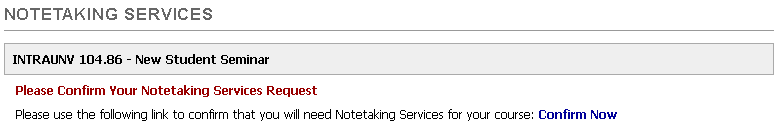 NOTETAKING SERVICES
INTRAUNV 104.86 - New Student Seminar
Please Confirm Your Notetaking Services Request
Please use the following link to confirm that you will need Notetaking Services for your course: Confirm Now